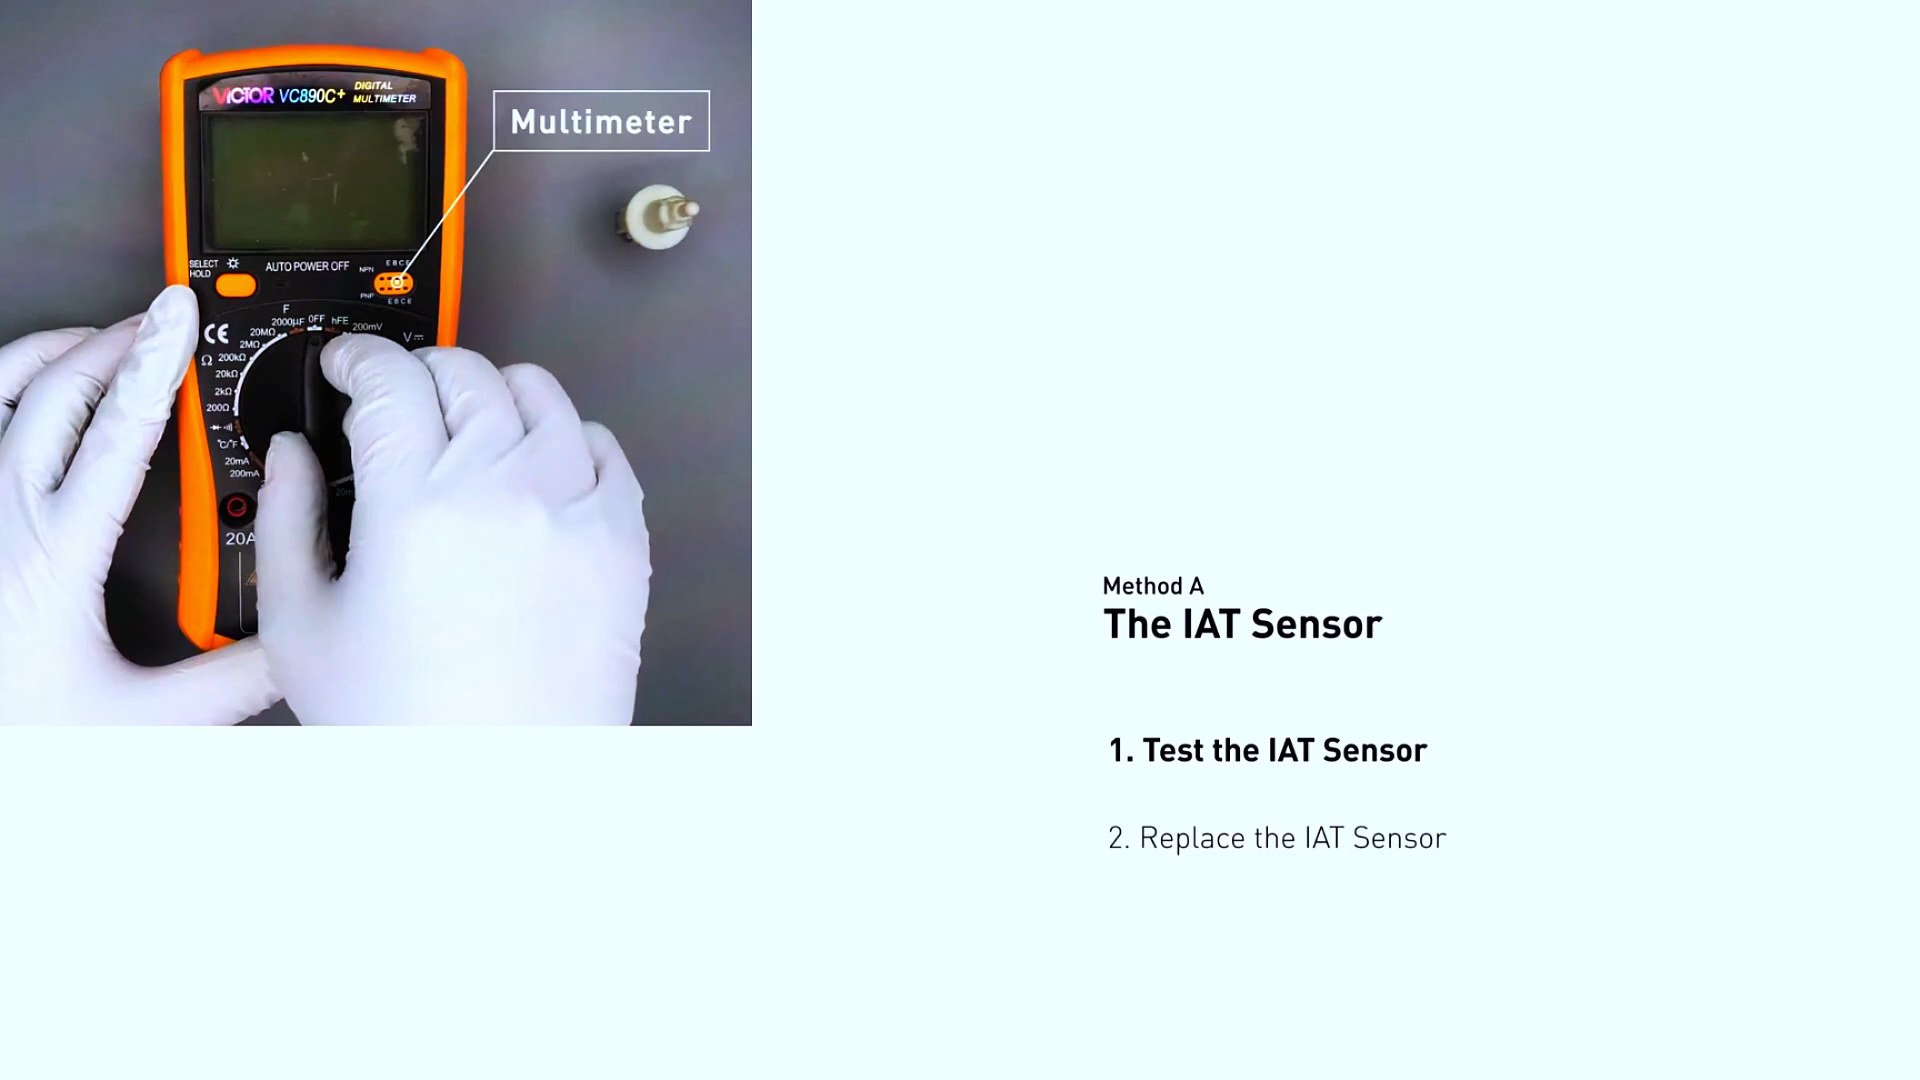 VICTOR VC890C+ DIGITAL MULTIMETER
Multimeter
SELECT
HOLD
AUTO POWER OFF
NPN
E B C E
PNP
E B C E
F
2000µF
OFF
hFE
200mV
20MΩ
V
2MΩ
CE
Ω
200kΩ
20kΩ
2kΩ
200Ω
°C/°F
20mA
200mA
20A
Method A
The IAT Sensor
1. Test the IAT Sensor
2. Replace the IAT Sensor